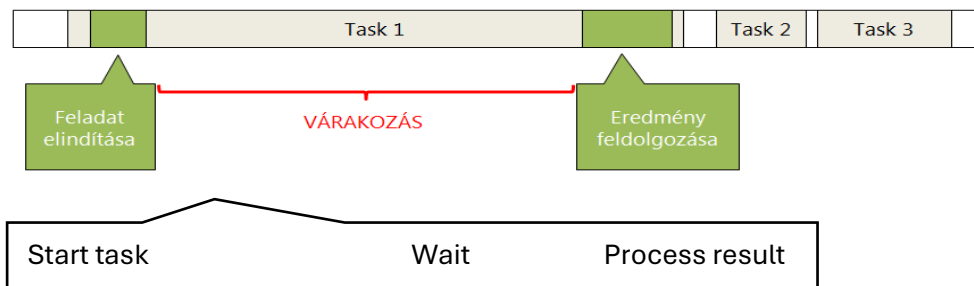 Task 1 Task 2 Task 3
Feladat
elindítása
VÁRAKOZÁS
Eredmény
feldolgozása
Start task Wait Process result